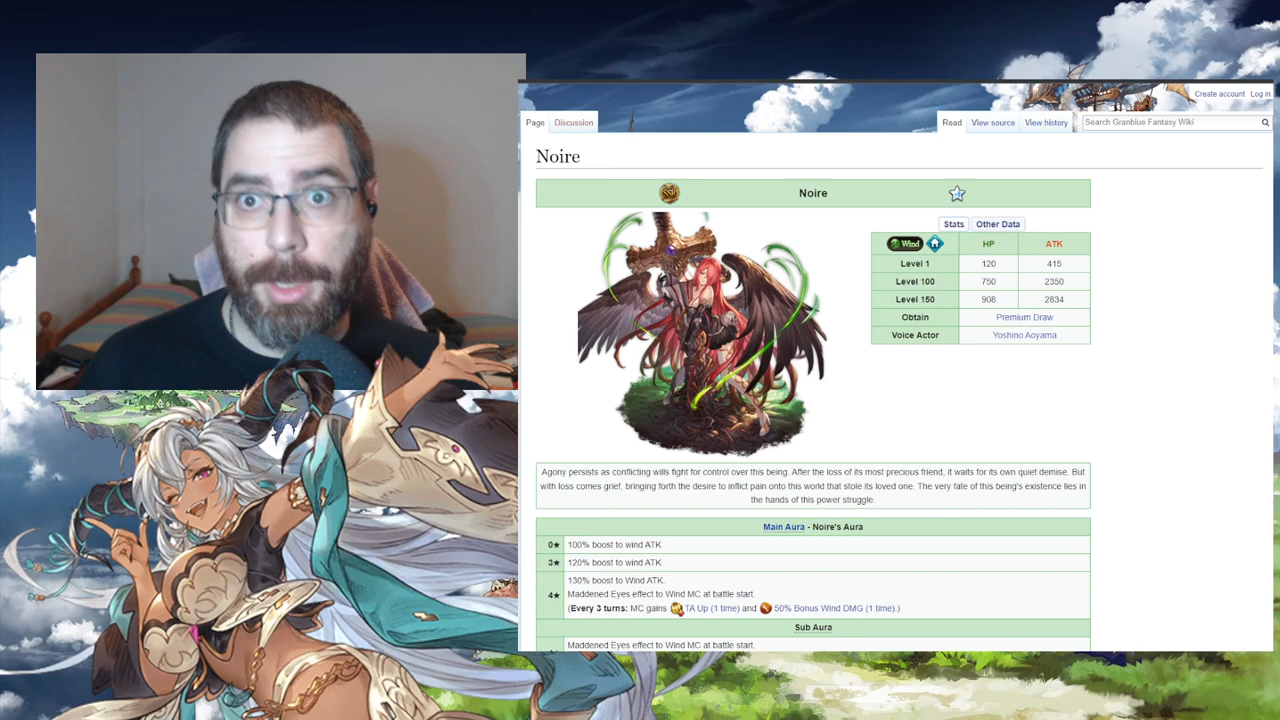 Create account Log in
Page Discussion Read View source View history Search Granblue Fantasy Wiki
Noire
SSR Noire
Stats Other Data
Wind HP ATK
Level 1 120 415
Level 100 750 2350
Level 150 908 2834
Obtain Premium Draw
Voice Actor Yoshino Aoyama
Agony persists as conflicting wills fight for control over this being. After the loss of its most precious friend, it waits for its own quiet demise. But
with loss comes grief, bringing forth the desire to inflict pain onto this world that stole its loved one. The very fate of this being's existence lies in
the hands of this power struggle.
Main Aura - Noire's Aura
0★ 100% boost to wind ATK
3★ 120% boost to wind ATK
130% boost to Wind ATK.
4★ Maddened Eyes effect to Wind MC at battle start.
(Every 3 turns: MC gains TA Up (1 time) and 50% Bonus Wind DMG (1 time).)
Sub Aura
Maddened Eyes effect to Wind MC at battle start.